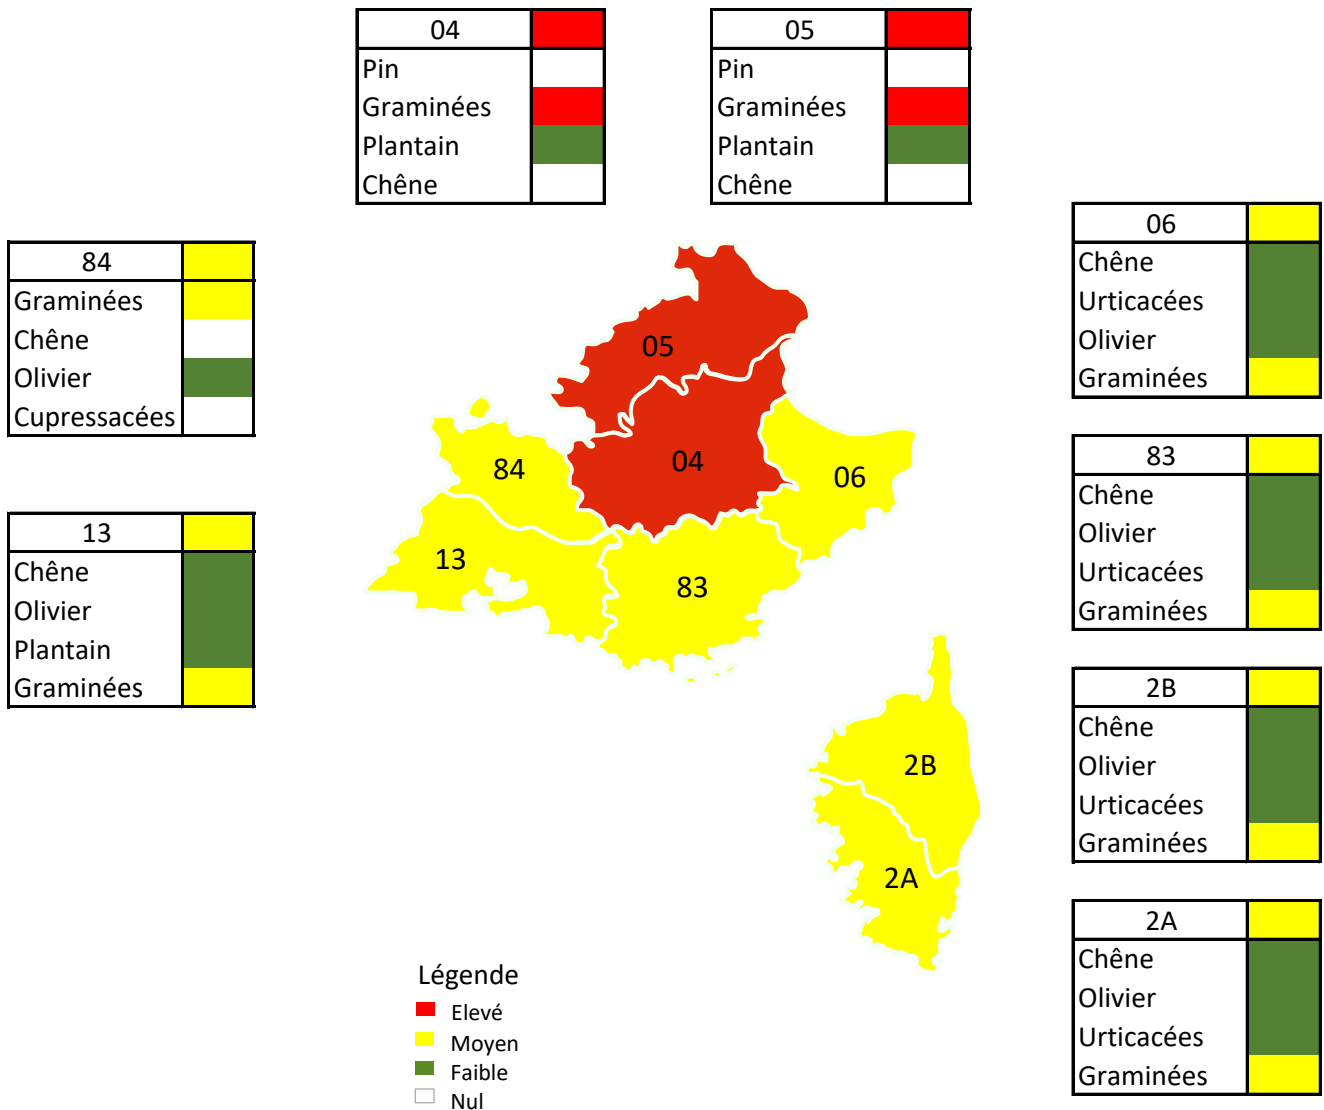 04
Pin
Graminées
Plantain
Chêne
05
Pin
Graminées
Plantain
Chêne
84
Graminées
Chêne
Olivier
Cupressacées
13
Chêne
Olivier
Plantain
Graminées
05
04
84
06
13
83
2B
2A
06
Chêne
Urticacées
Olivier
Graminées
83
Chêne
Olivier
Urticacées
Graminées
2B
Chêne
Olivier
Urticacées
Graminées
2A
Chêne
Olivier
Urticacées
Graminées
Légende
Elevé
Moyen
Faible
Nul